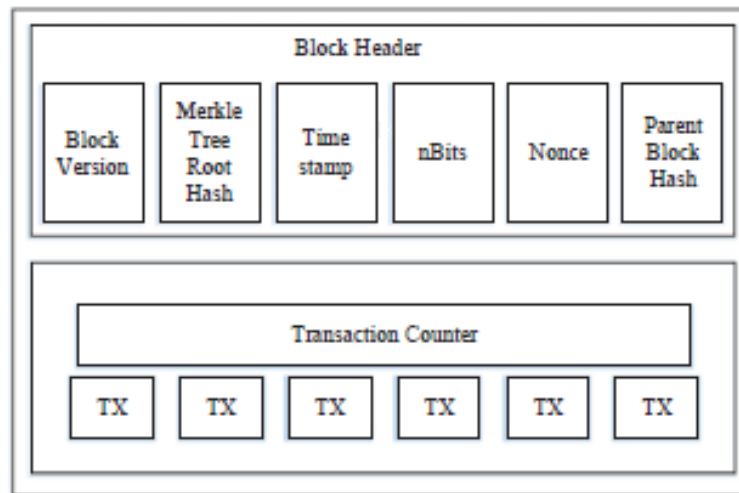 Block Header
Block
Version
Merkle
Tree
Root
Hash
Time
stamp
nBits
Nonce
Parent
Block
Hash
Transaction Counter
TX
TX
TX
TX
TX
TX